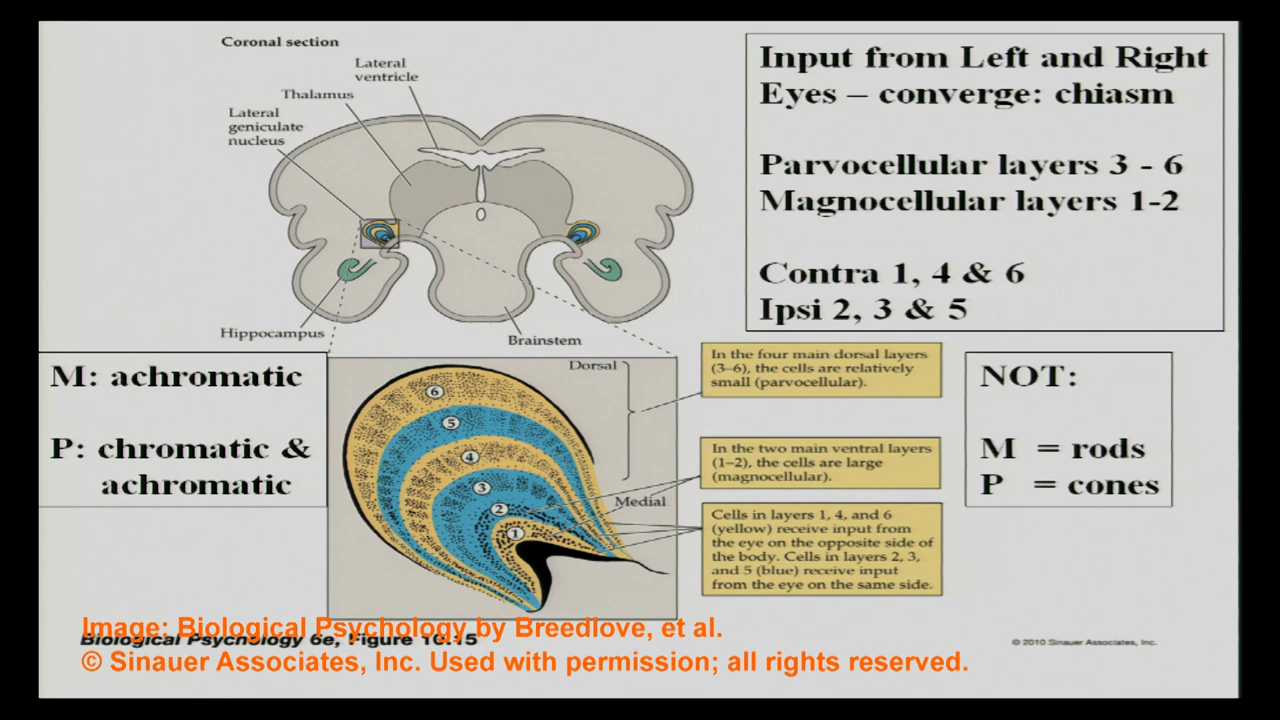 Coronal section
Lateral
ventricle
Thalamus
Lateral
geniculate
nucleus
Hippocampus
Brainstem
Input from Left and Right
Eyes – converge: chiasm
Parvocellular layers 3 - 6
Magnocellular layers 1-2
Contra 1, 4 & 6
Ipsi 2, 3 & 5
M: achromatic
P: chromatic &
achromatic
Dorsal
6
5
4
3
2
1
Medial
In the four main dorsal layers
(3–6), the cells are relatively
small (parvocellular).
In the two main ventral layers
(1–2), the cells are large
(magnocellular).
Cells in layers 1, 4, and 6
(yellow) receive input from
the eye on the opposite side of
the body. Cells in layers 2, 3,
and 5 (blue) receive input
from the eye on the same side.
NOT:
M = rods
P = cones
Image: Biological Psychology by Breedlove, et al.
Biological Psychology 6e, Figure 10.15
© 2010 Sinauer Associates, Inc.
© Sinauer Associates, Inc. Used with permission; all rights reserved.